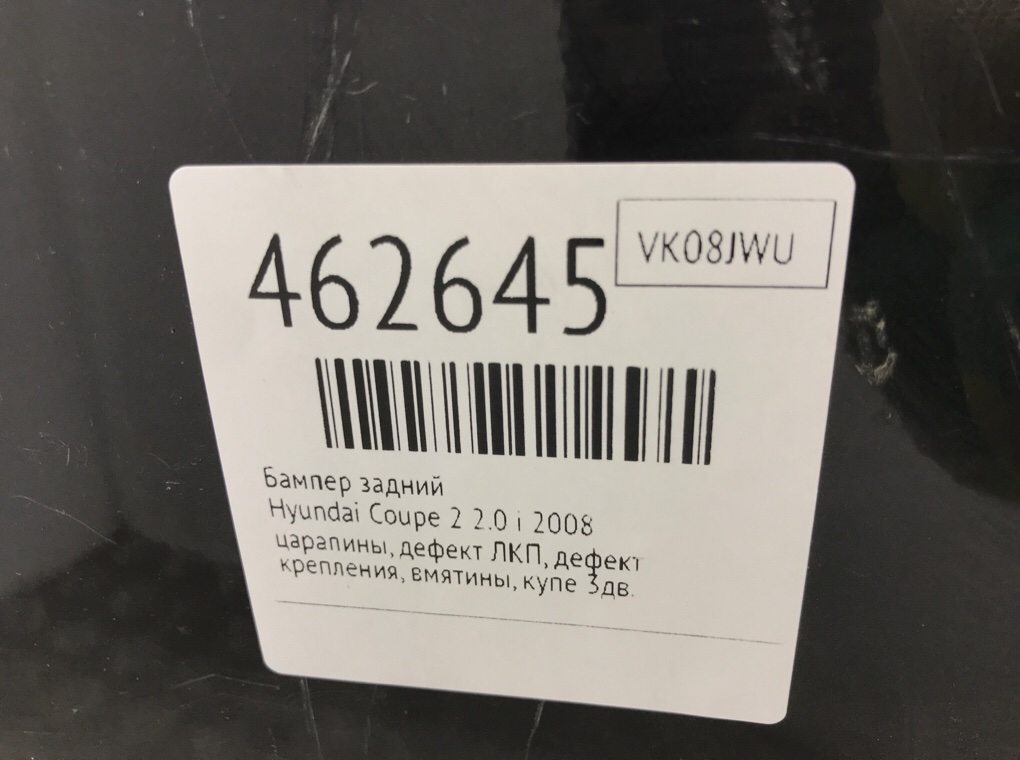 462645
VK08JWU
Бампер задний
Hyundai Coupe 2 2.0 i 2008
царапины, дефект ЛКП, дефект
крепления, вмятины, купе 3дв.